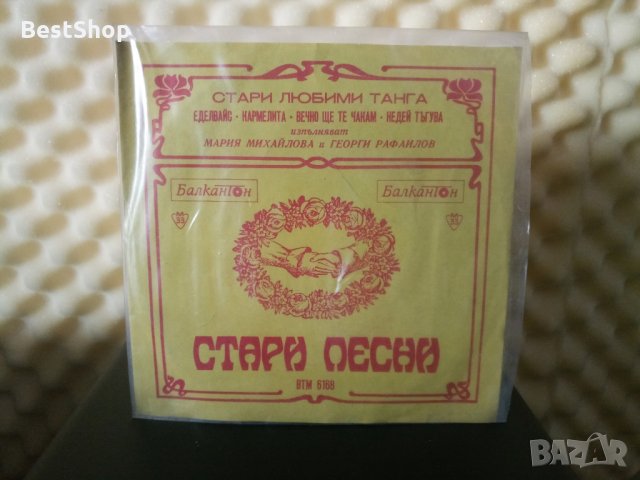 BestShop
СТАРИ ЛЮБИМИ ТАНГА
ЕДЕЛВАЙС · КАРМЕЛИТА · ВЕЧНО ЩЕ ТЕ ЧАКАМ · НЕДЕЙ ТЪГУВА
изпълняват
МАРИЯ МИХАЙЛОВА и ГЕОРГИ РАФАИЛОВ
Балкантон Балкантон
СТАРИ ПЕСНИ
ВТМ 6168
BAZAR